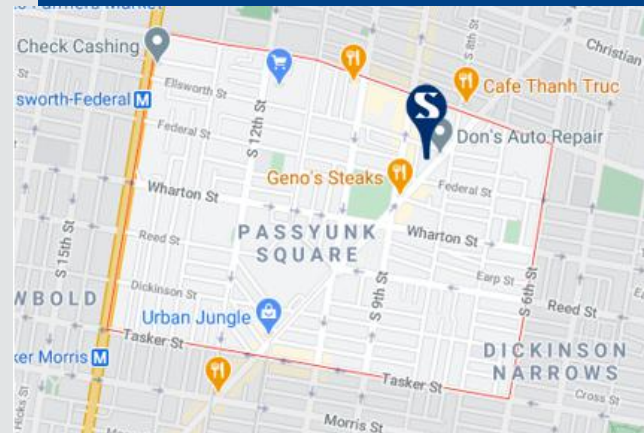 Check Cashing
S 8th St
Christian
Ellsworth St
Cafe Thanh Truc
sworth-Federal M
S
S 12th St
Don's Auto Repair
Federal St
Geno's Steaks
Federal St
Wharton St
S 15th St
PASSYUNK
SQUARE
Wharton St
Reed St
Earp St
S 9th St
S 6th St
Dickinson St
Reed St
WBOLD
Urban Jungle
Tasker St
ker Morris M
DICKINSON
NARROWS
Tasker St
Cross St
Hicks St
Morris St